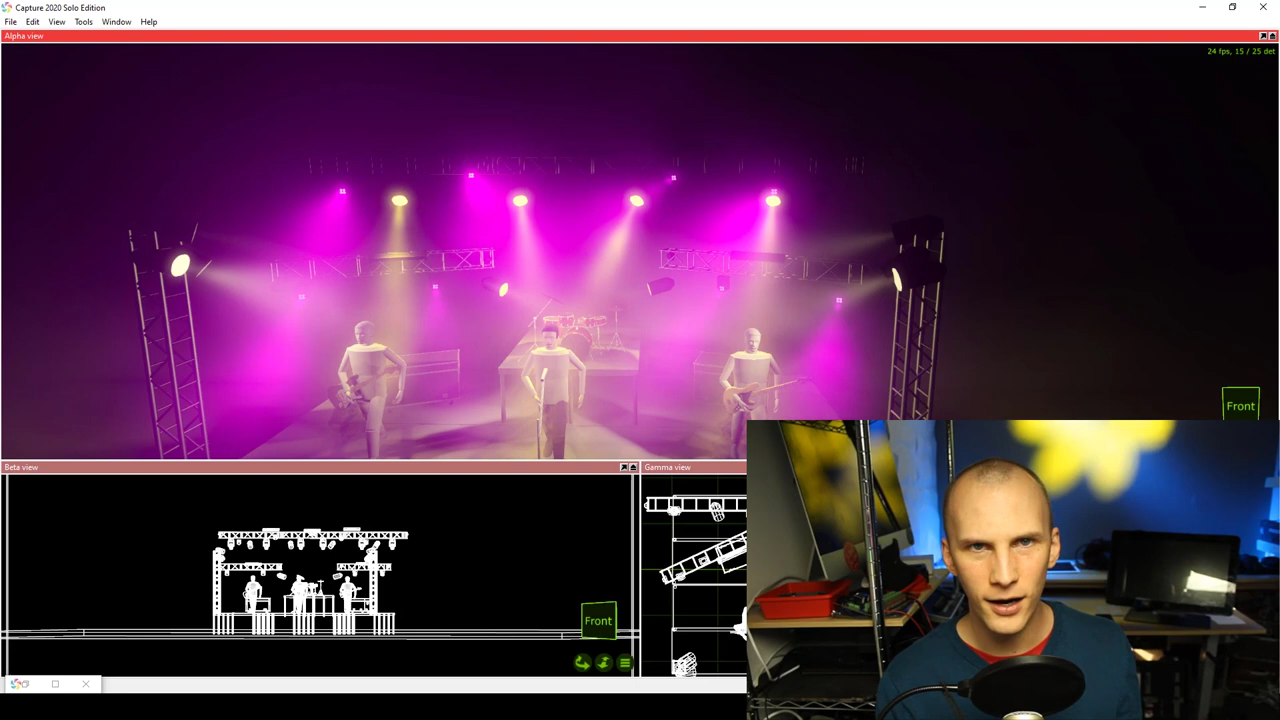 Capture 2020 Solo Edition
File Edit View Tools Window Help
Alpha view
24 fps, 15 / 25 det
Front
Beta view
Gamma view
Front